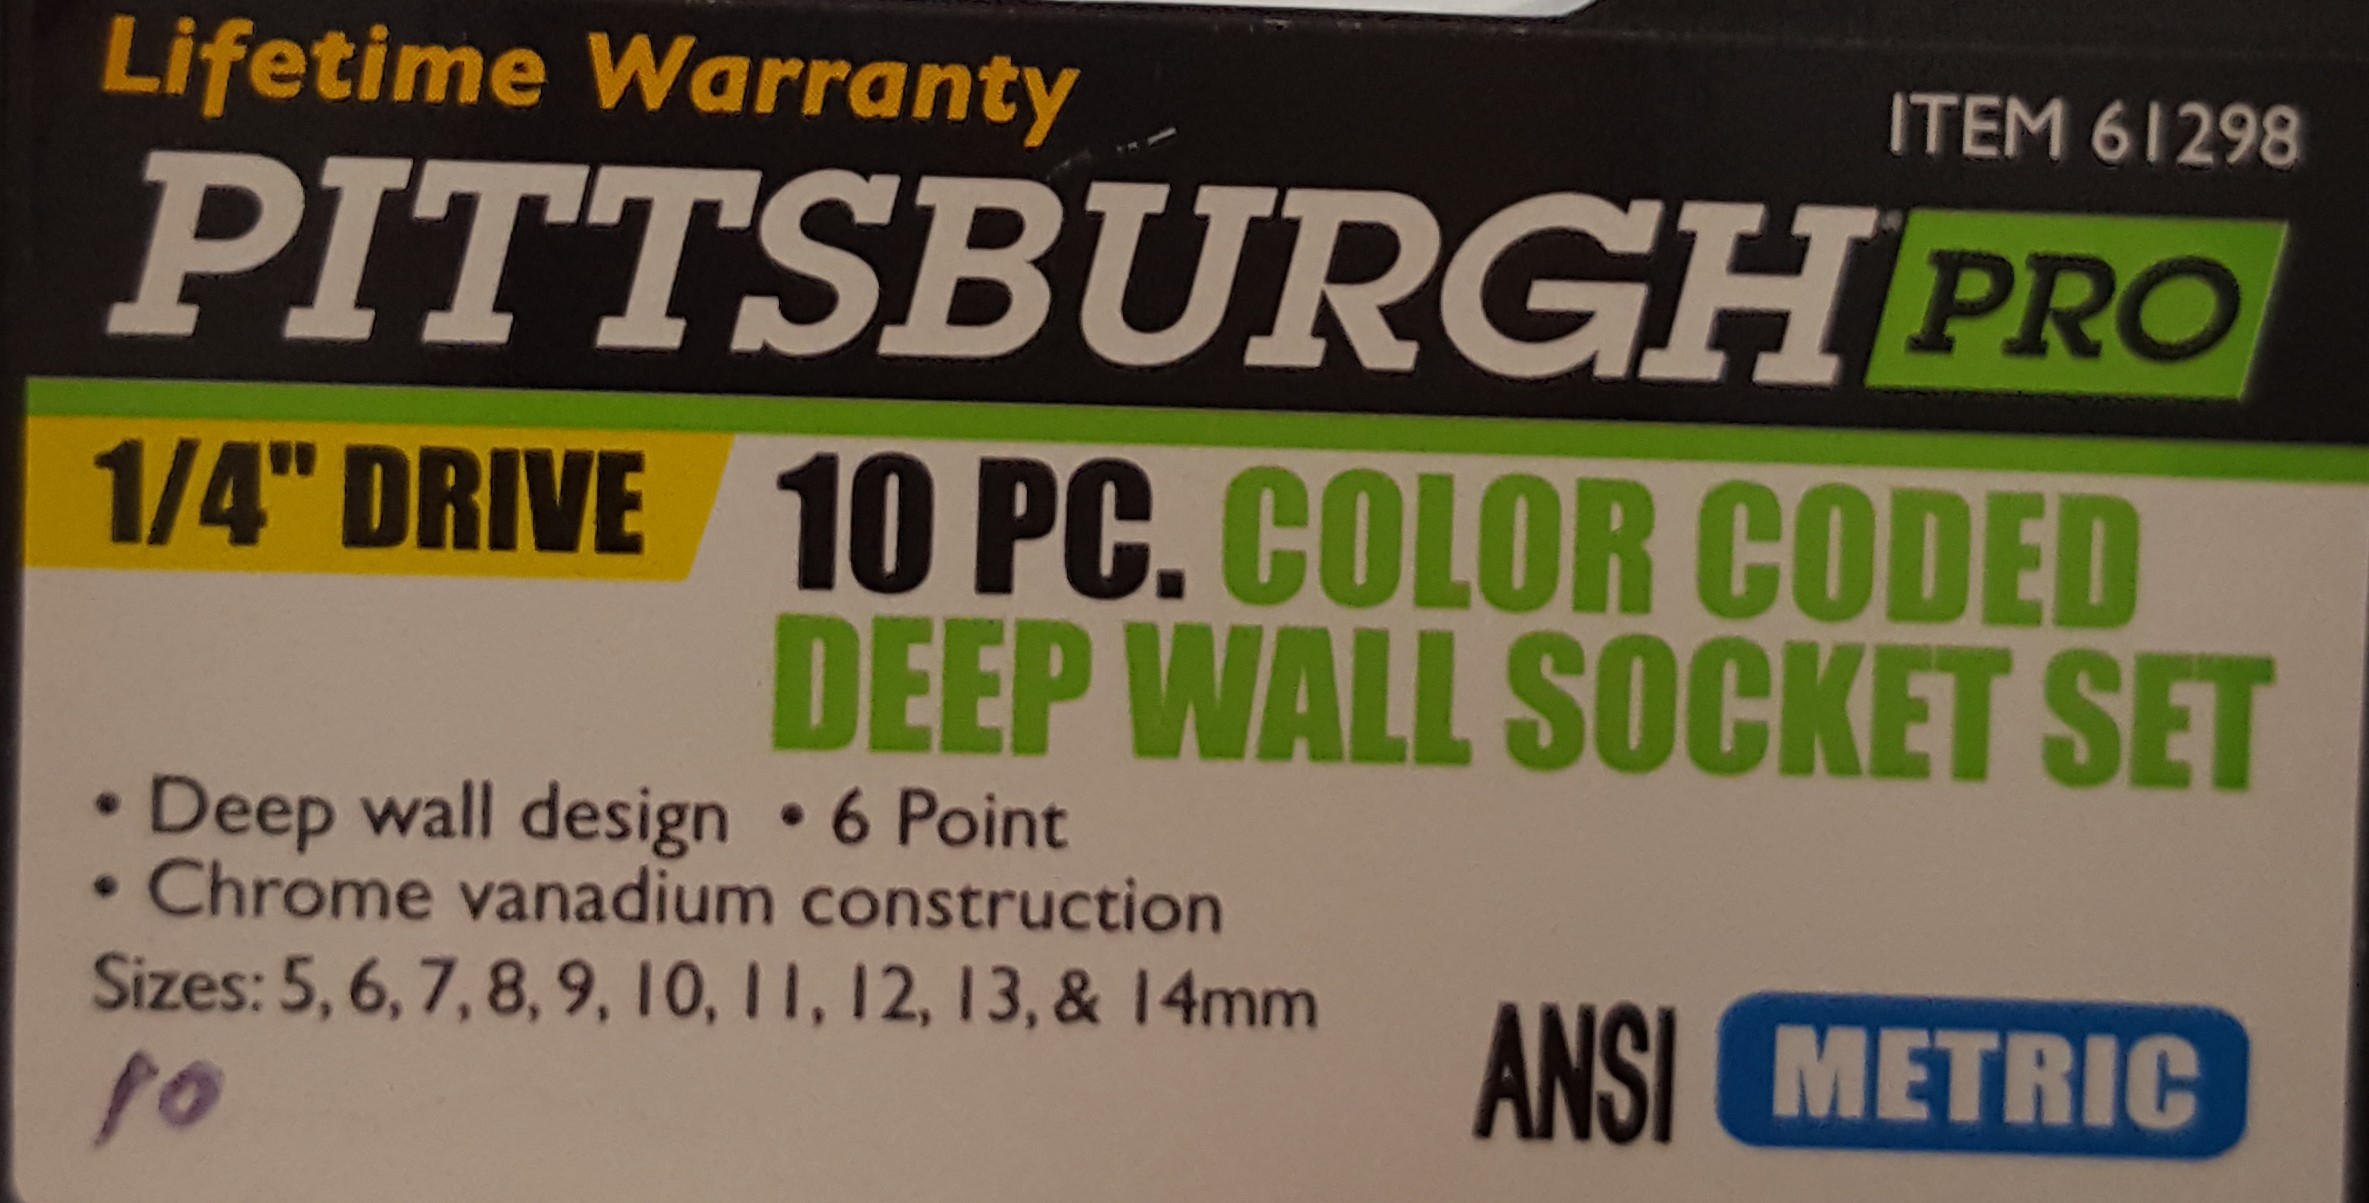 Lifetime Warranty
ITEM 61298
PITTSBURGH® PRO
1/4" DRIVE
10 PC. COLOR CODED
DEEP WALL SOCKET SET
• Deep wall design • 6 Point
• Chrome vanadium construction
Sizes: 5, 6, 7, 8, 9, 10, 11, 12, 13, & 14mm
10
ANSI METRIC